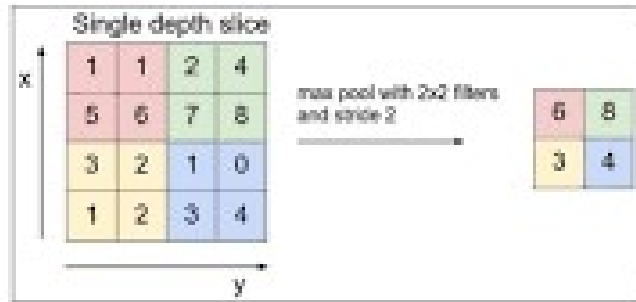 Single depth slice
x
1 1 2 4
5 6 7 8
3 2 1 0
1 2 3 4
y
max pool with 2x2 filters
and stride 2
6 8
3 4